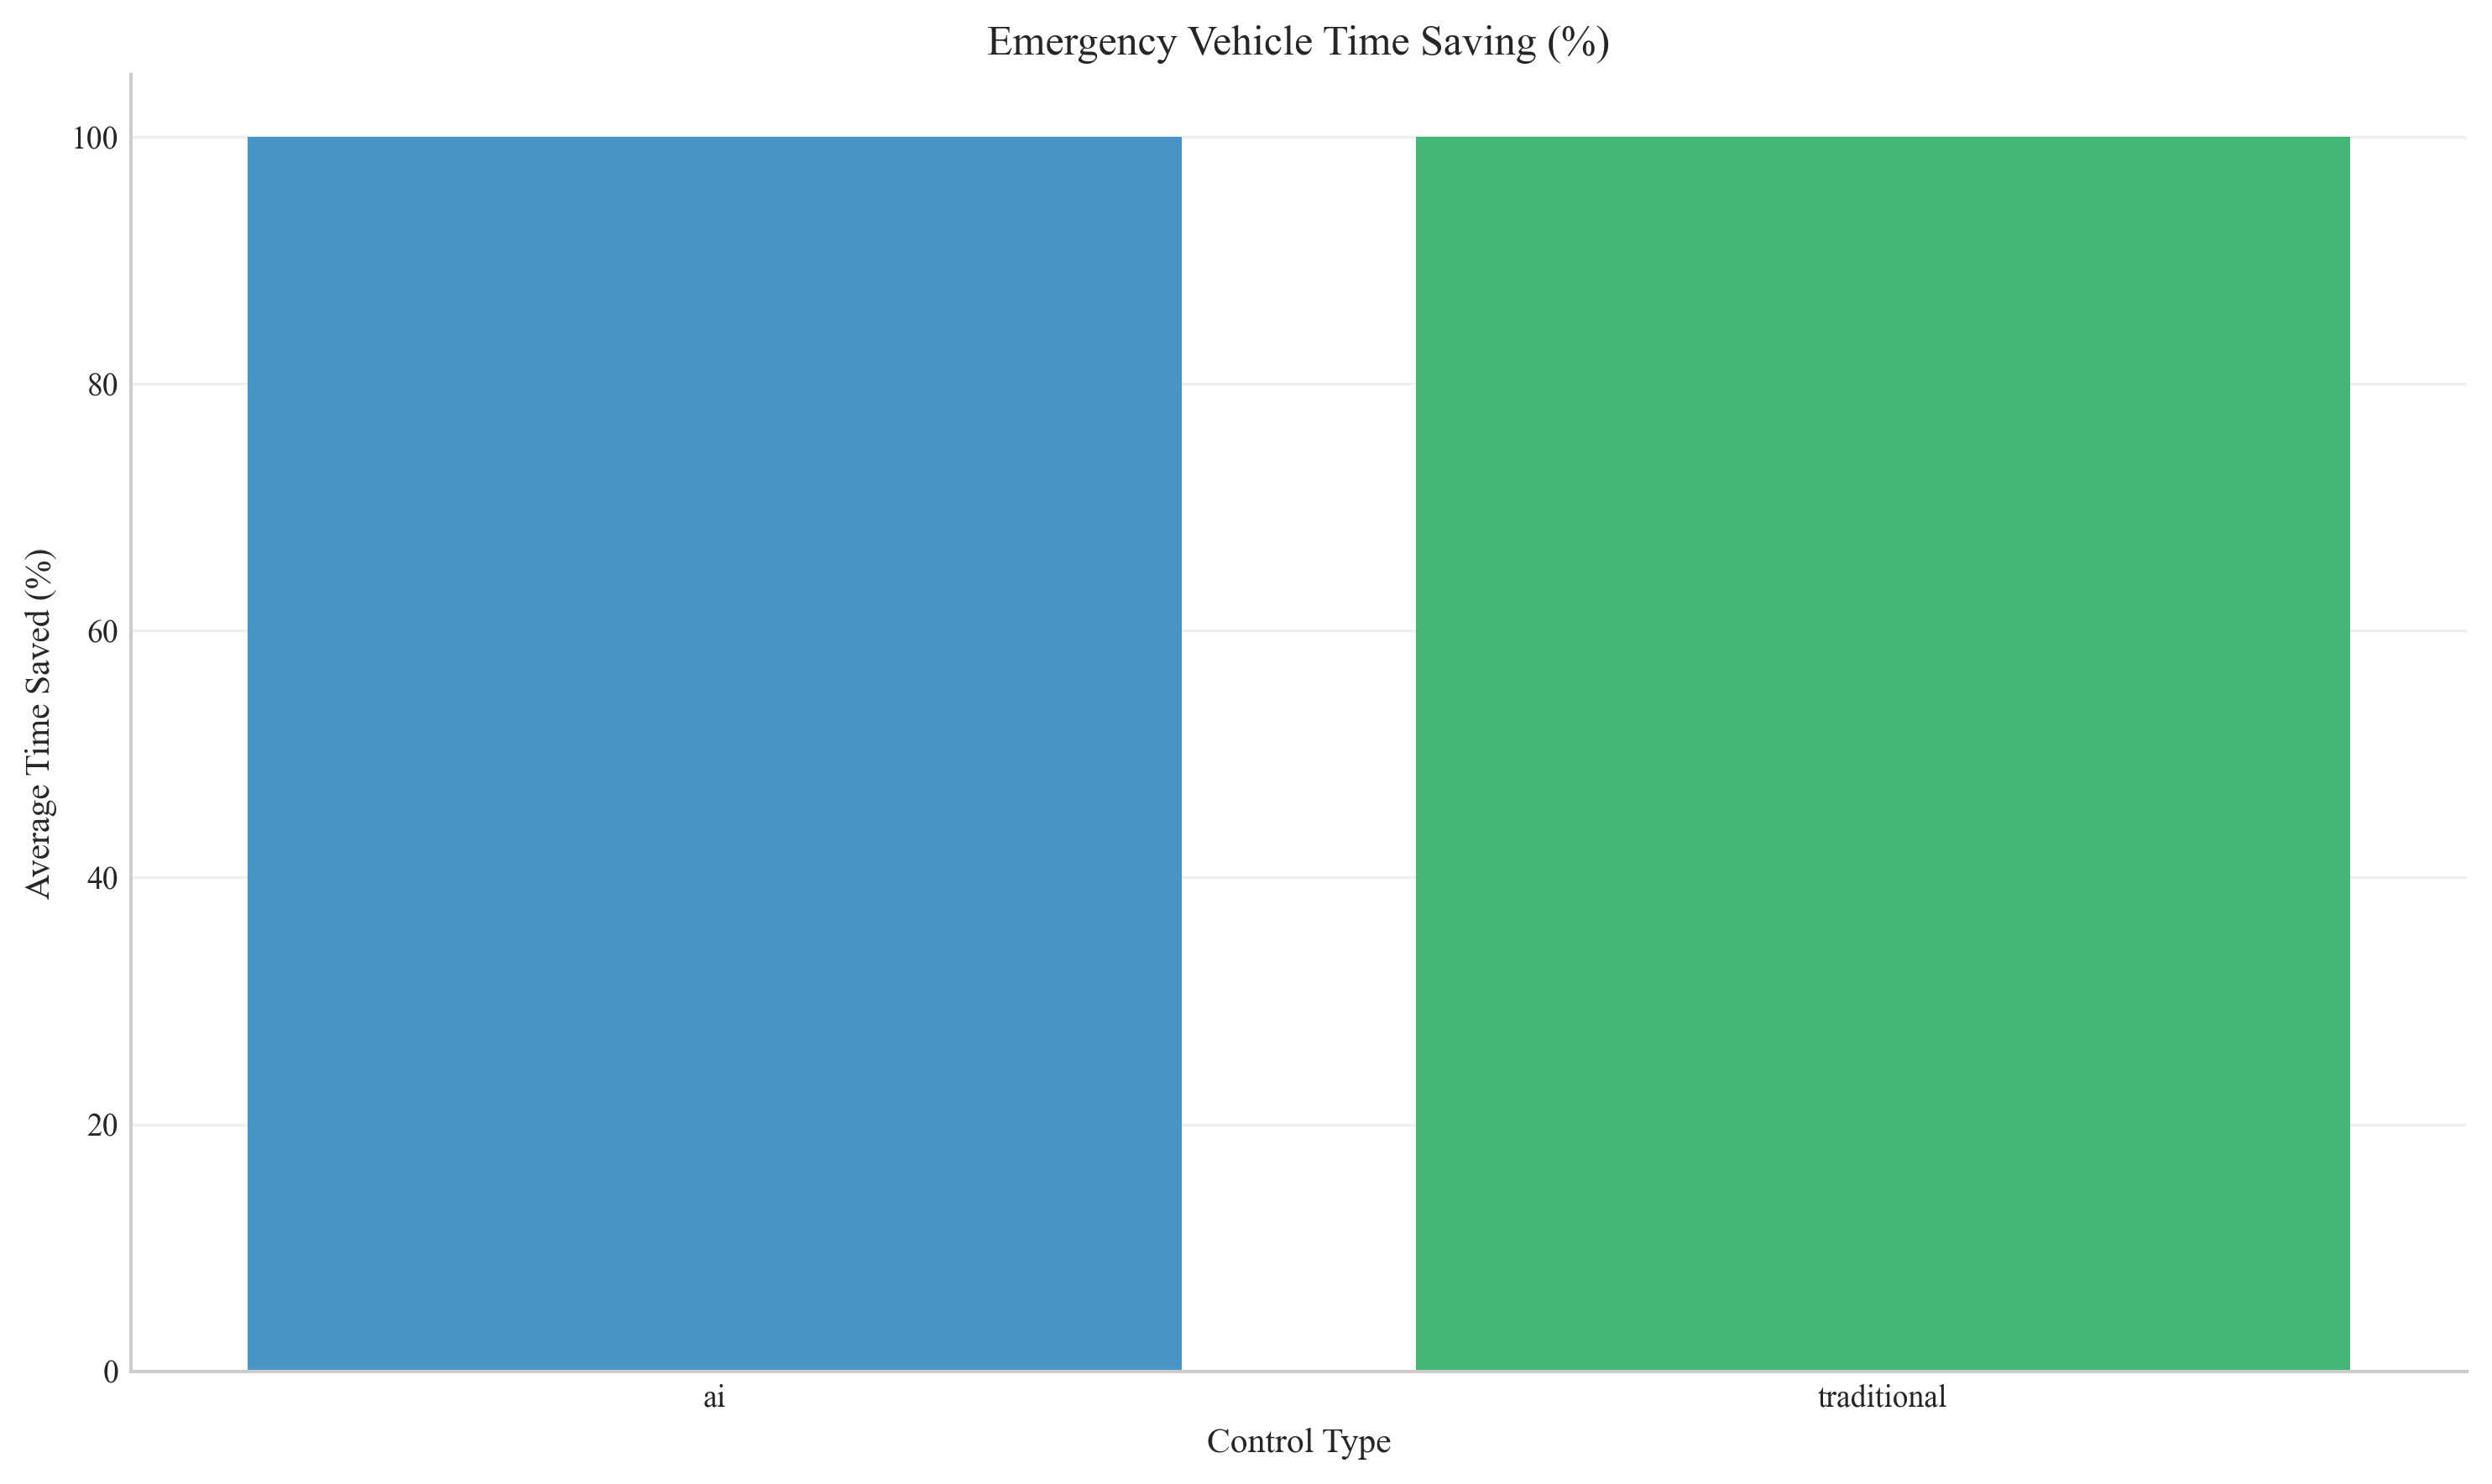 Emergency Vehicle Time Saving (%)
Average Time Saved (%)
100
80
60
40
20
0
ai
traditional
Control Type